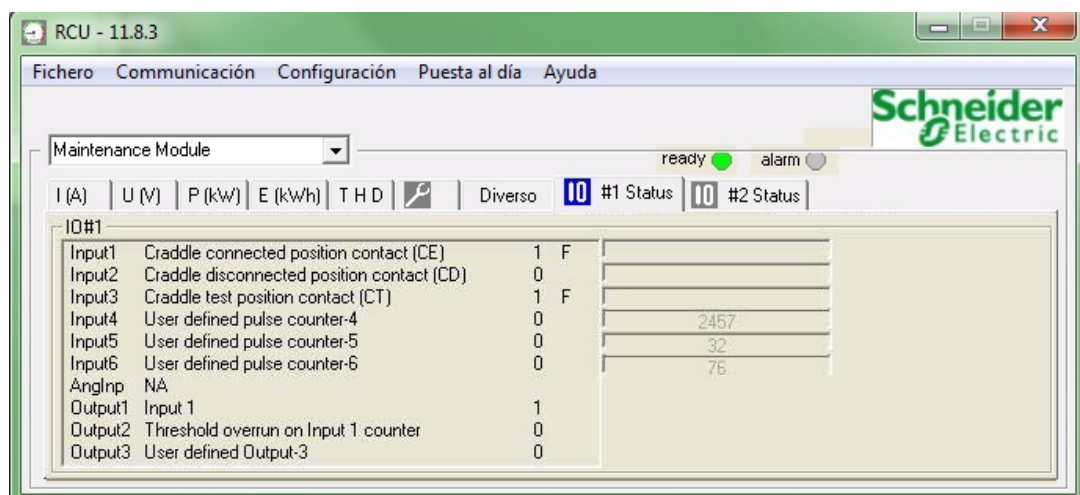 RCU - 11.8.3
Fichero Communicación Configuración Puesta al día Ayuda
Schneider
Electric
Maintenance Module
ready alarm
I (A) U (V) P (kW) E (kWh) T H D Diverso IO #1 Status IO #2 Status
IO#1
Input1 Craddle connected position contact (CE) 1 F
Input2 Craddle disconnected position contact (CD) 0
Input3 Craddle test position contact (CT) 1 F
Input4 User defined pulse counter-4 0 2457
Input5 User defined pulse counter-5 0 32
Input6 User defined pulse counter-6 0 76
AngInp NA
Output1 Input 1 1
Output2 Threshold overrun on Input 1 counter 0
Output3 User defined Output-3 0